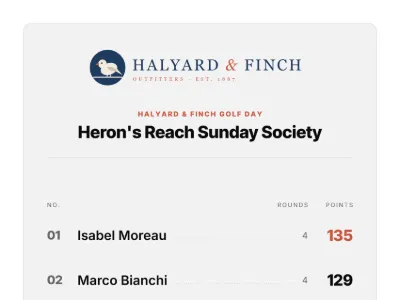 HALYARD & FINCH
OUTFITTERS · EST. 1987
HALYARD & FINCH GOLF DAY
Heron's Reach Sunday Society
NO. ROUNDS POINTS
01 Isabel Moreau 4 135
02 Marco Bianchi 4 129